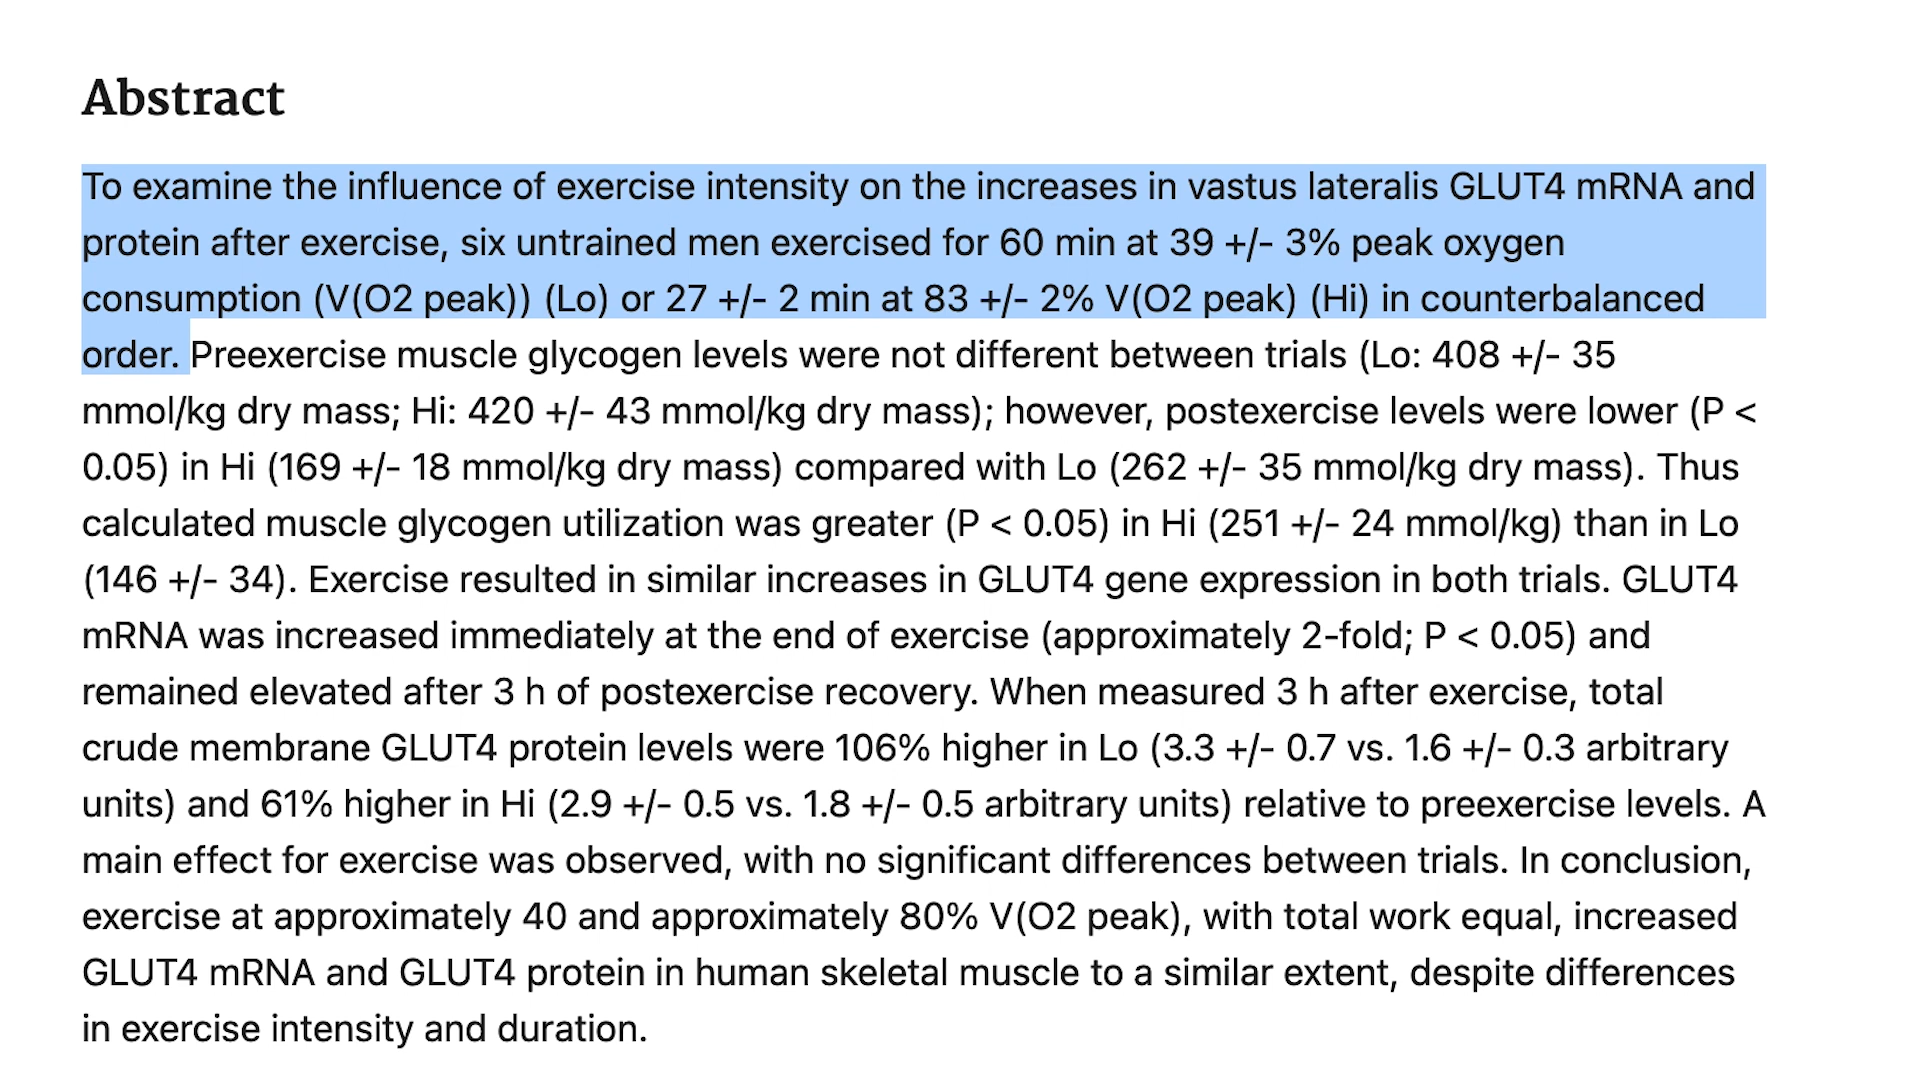 Abstract
To examine the influence of exercise intensity on the increases in vastus lateralis GLUT4 mRNA and
protein after exercise, six untrained men exercised for 60 min at 39 +/- 3% peak oxygen
consumption (V(O2 peak)) (Lo) or 27 +/- 2 min at 83 +/- 2% V(O2 peak) (Hi) in counterbalanced
order. Preexercise muscle glycogen levels were not different between trials (Lo: 408 +/- 35
mmol/kg dry mass; Hi: 420 +/- 43 mmol/kg dry mass); however, postexercise levels were lower (P <
0.05) in Hi (169 +/- 18 mmol/kg dry mass) compared with Lo (262 +/- 35 mmol/kg dry mass). Thus
calculated muscle glycogen utilization was greater (P < 0.05) in Hi (251 +/- 24 mmol/kg) than in Lo
(146 +/- 34). Exercise resulted in similar increases in GLUT4 gene expression in both trials. GLUT4
mRNA was increased immediately at the end of exercise (approximately 2-fold; P < 0.05) and
remained elevated after 3 h of postexercise recovery. When measured 3 h after exercise, total
crude membrane GLUT4 protein levels were 106% higher in Lo (3.3 +/- 0.7 vs. 1.6 +/- 0.3 arbitrary
units) and 61% higher in Hi (2.9 +/- 0.5 vs. 1.8 +/- 0.5 arbitrary units) relative to preexercise levels. A
main effect for exercise was observed, with no significant differences between trials. In conclusion,
exercise at approximately 40 and approximately 80% V(O2 peak), with total work equal, increased
GLUT4 mRNA and GLUT4 protein in human skeletal muscle to a similar extent, despite differences
in exercise intensity and duration.